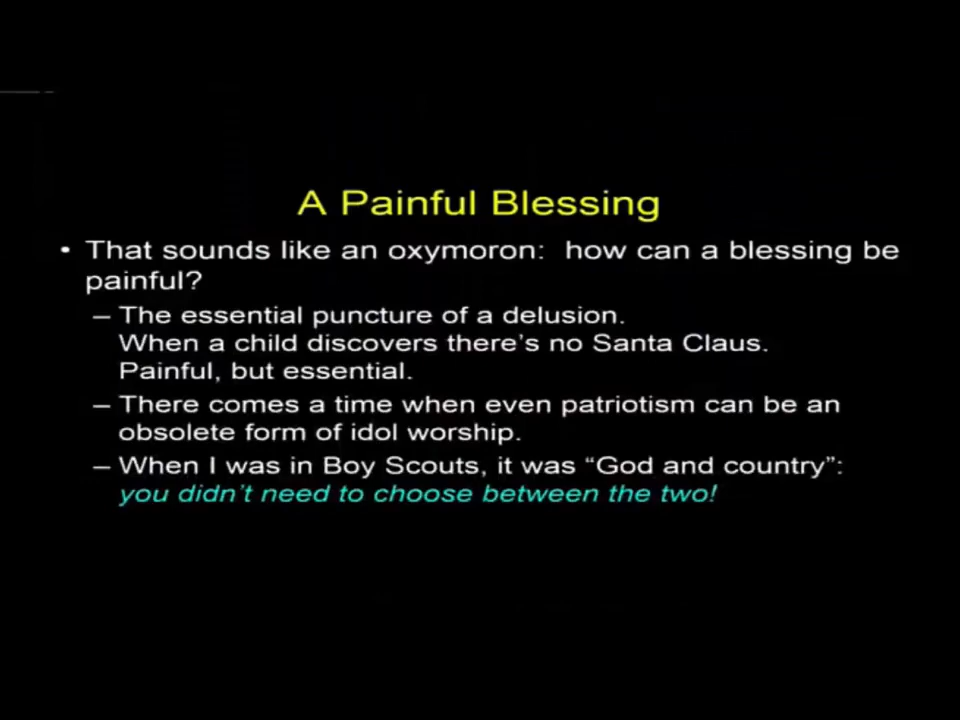 A Painful Blessing
• That sounds like an oxymoron: how can a blessing be
painful?
– The essential puncture of a delusion.
When a child discovers there's no Santa Claus.
Painful, but essential.
– There comes a time when even patriotism can be an
obsolete form of idol worship.
– When I was in Boy Scouts, it was “God and country”:
you didn't need to choose between the two!